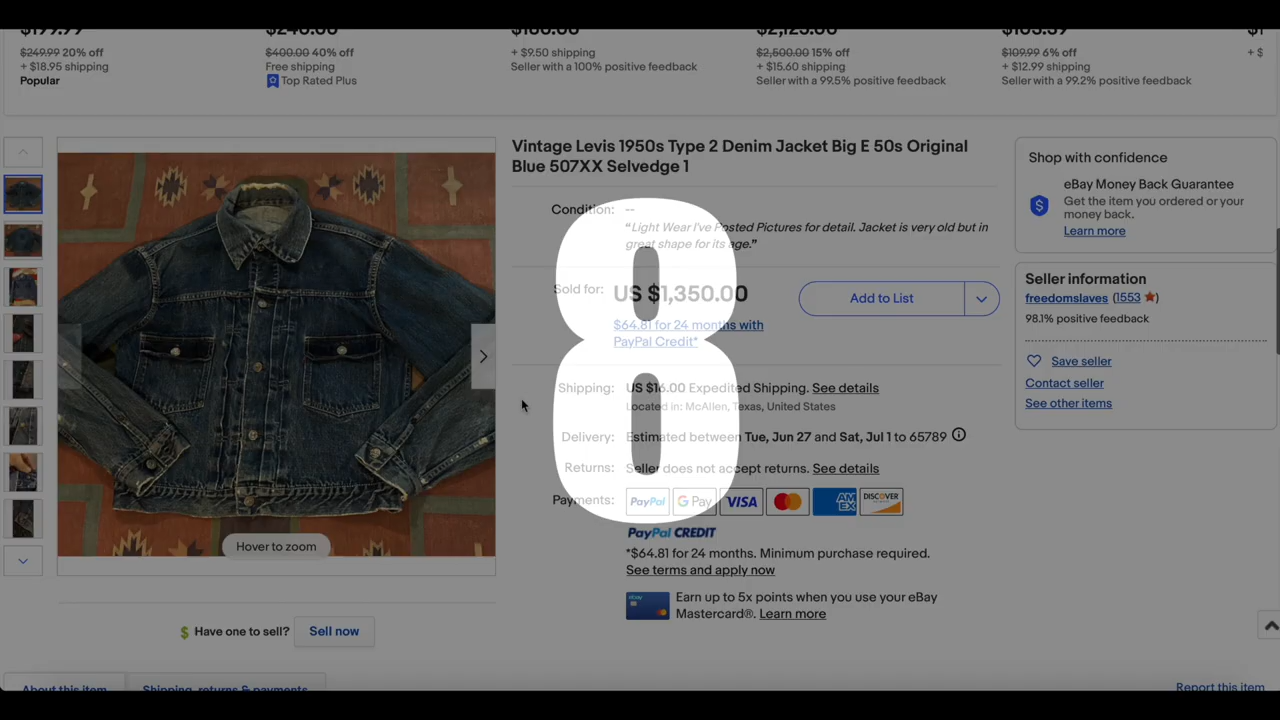 $249.99 20% off
+ $18.95 shipping
Popular
$400.00 40% off
Free shipping
Top Rated Plus
+ $9.50 shipping
Seller with a 100% positive feedback
$2,500.00 15% off
+ $15.60 shipping
Seller with a 99.5% positive feedback
$109.99 6% off
+ $12.99 shipping
Seller with a 99.2% positive feedback
+ $
Vintage Levis 1950s Type 2 Denim Jacket Big E 50s Original
Blue 507XX Selvedge 1
Condition: --
“Light Wear I've Posted Pictures for detail. Jacket is very old but in
great shape for its age.”
Sold for: US $1,350.00
Add to List
$64.81 for 24 months with
PayPal Credit*
8
Shipping: US $16.00 Expedited Shipping. See details
Located in: McAllen, Texas, United States
Delivery: Estimated between Tue, Jun 27 and Sat, Jul 1 to 65789
Returns: Seller does not accept returns. See details
Payments: PayPal G Pay VISA AM EX DISCOVER
PayPal CREDIT
*$64.81 for 24 months. Minimum purchase required.
See terms and apply now
ebay
Earn up to 5x points when you use your eBay
Mastercard®. Learn more
Hover to zoom
Have one to sell? Sell now
Shop with confidence
eBay Money Back Guarantee
Get the item you ordered or your
money back.
Learn more
Seller information
freedomslaves (1553)
98.1% positive feedback
Save seller
Contact seller
See other items
About this item
Shipping, returns & payments
Report this item